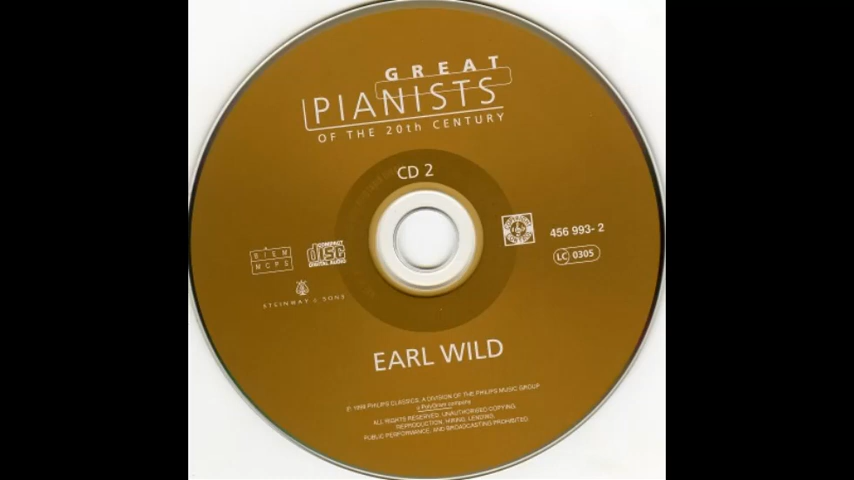 GREAT
PIANISTS
OF THE 20th CENTURY
CD 2
BIEM
MCPS
COMPACT
disc
DIGITAL AUDIO
456 993-2
LC 0305
STEINWAY & SONS
EARL WILD
℗ 1998 PHILIPS CLASSICS, A DIVISION OF THE PHILIPS MUSIC GROUP
a PolyGram company
ALL RIGHTS RESERVED. UNAUTHORISED COPYING,
REPRODUCTION, HIRING, LENDING,
PUBLIC PERFORMANCE, AND BROADCASTING PROHIBITED.